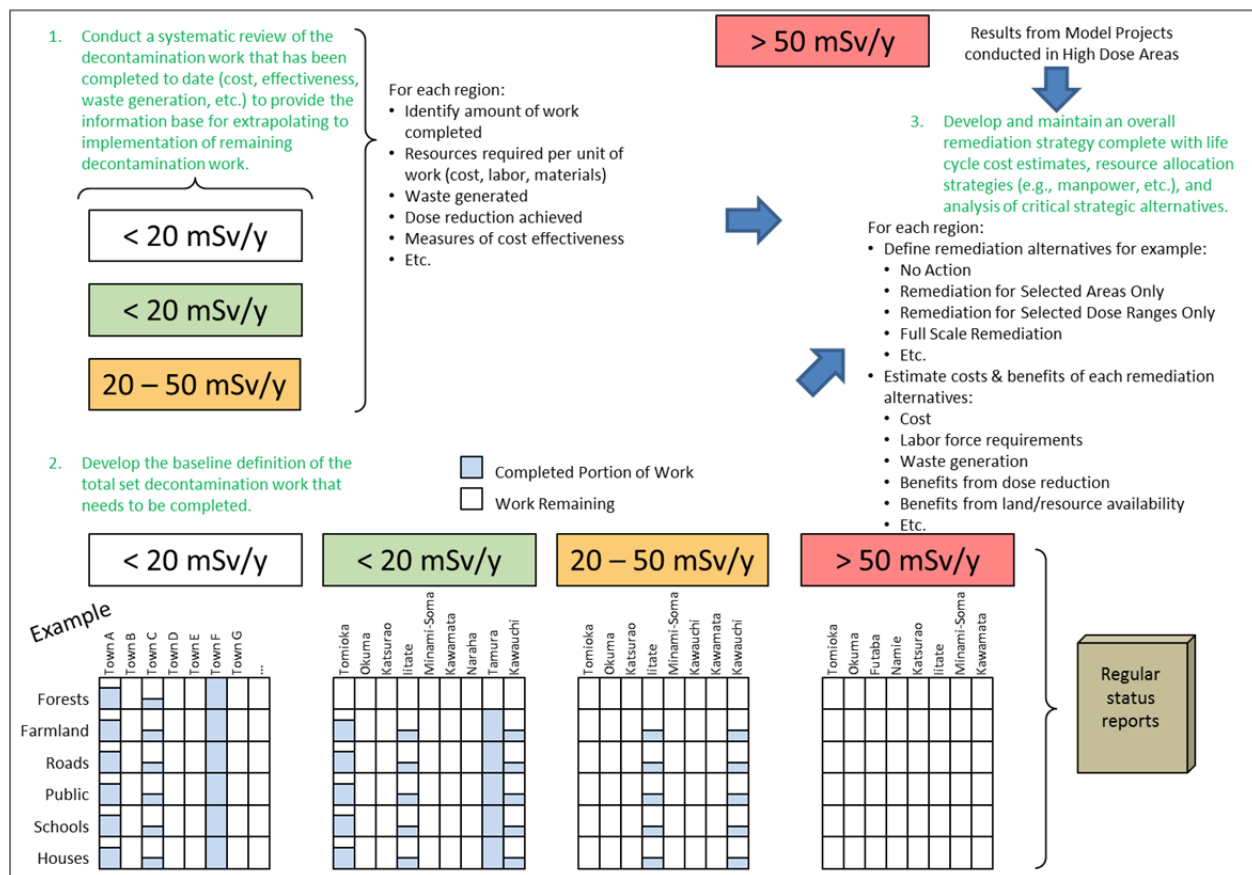 1. Conduct a systematic review of the
decontamination work that has been
completed to date (cost, effectiveness,
waste generation, etc.) to provide the
information base for extrapolating to
implementation of remaining
decontamination work.
< 20 mSv/y
< 20 mSv/y
20 – 50 mSv/y
For each region:
• Identify amount of work
completed
• Resources required per unit of
work (cost, labor, materials)
• Waste generated
• Dose reduction achieved
• Measures of cost effectiveness
• Etc.
> 50 mSv/y
Results from Model Projects
conducted in High Dose Areas
3. Develop and maintain an overall
remediation strategy complete with life
cycle cost estimates, resource allocation
strategies (e.g., manpower, etc.), and
analysis of critical strategic alternatives.
For each region:
• Define remediation alternatives for example:
• No Action
• Remediation for Selected Areas Only
• Remediation for Selected Dose Ranges Only
• Full Scale Remediation
• Etc.
• Estimate costs & benefits of each remediation
alternatives:
• Cost
• Labor force requirements
• Waste generation
• Benefits from dose reduction
• Benefits from land/resource availability
• Etc.
2. Develop the baseline definition of the
total set decontamination work that
needs to be completed.
Completed Portion of Work
Work Remaining
< 20 mSv/y
< 20 mSv/y
20 – 50 mSv/y
> 50 mSv/y
Example
Town A
Town B
Town C
Town D
Town E
Town F
Town G
...
Tomioka
Okuma
Katsurao
Iitate
Minami-Soma
Kawamata
Naraha
Tamura
Kawauchi
Tomioka
Okuma
Katsurao
Iitate
Minami-Soma
Kawauchi
Kawamata
Kawauchi
Tomioka
Okuma
Futaba
Namie
Katsurao
Iitate
Minami-Soma
Kawamata
Forests
Farmland
Roads
Public
Schools
Houses
Regular
status
reports